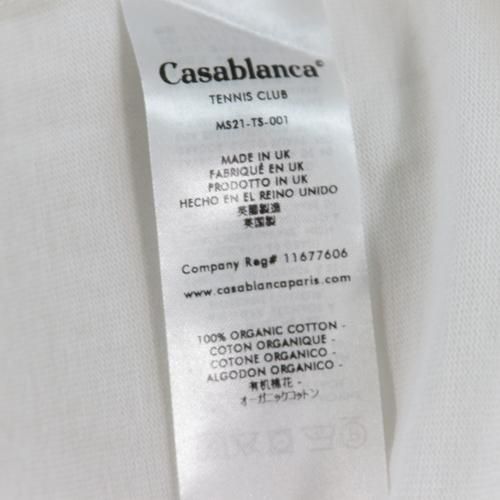 Casablanca®
TENNIS CLUB
MS21-TS-001
MADE IN UK
FABRIQUÉ EN UK
PRODOTTO IN UK
HECHO EN EL REINO UNIDO
英國製造
英国製
Company Reg# 11677606
www.casablancaparis.com
100% ORGANIC COTTON -
COTON ORGANIQUE -
COTONE ORGANICO -
ALGODON ORGANICO -
有机棉花 -
オーガニックコットン